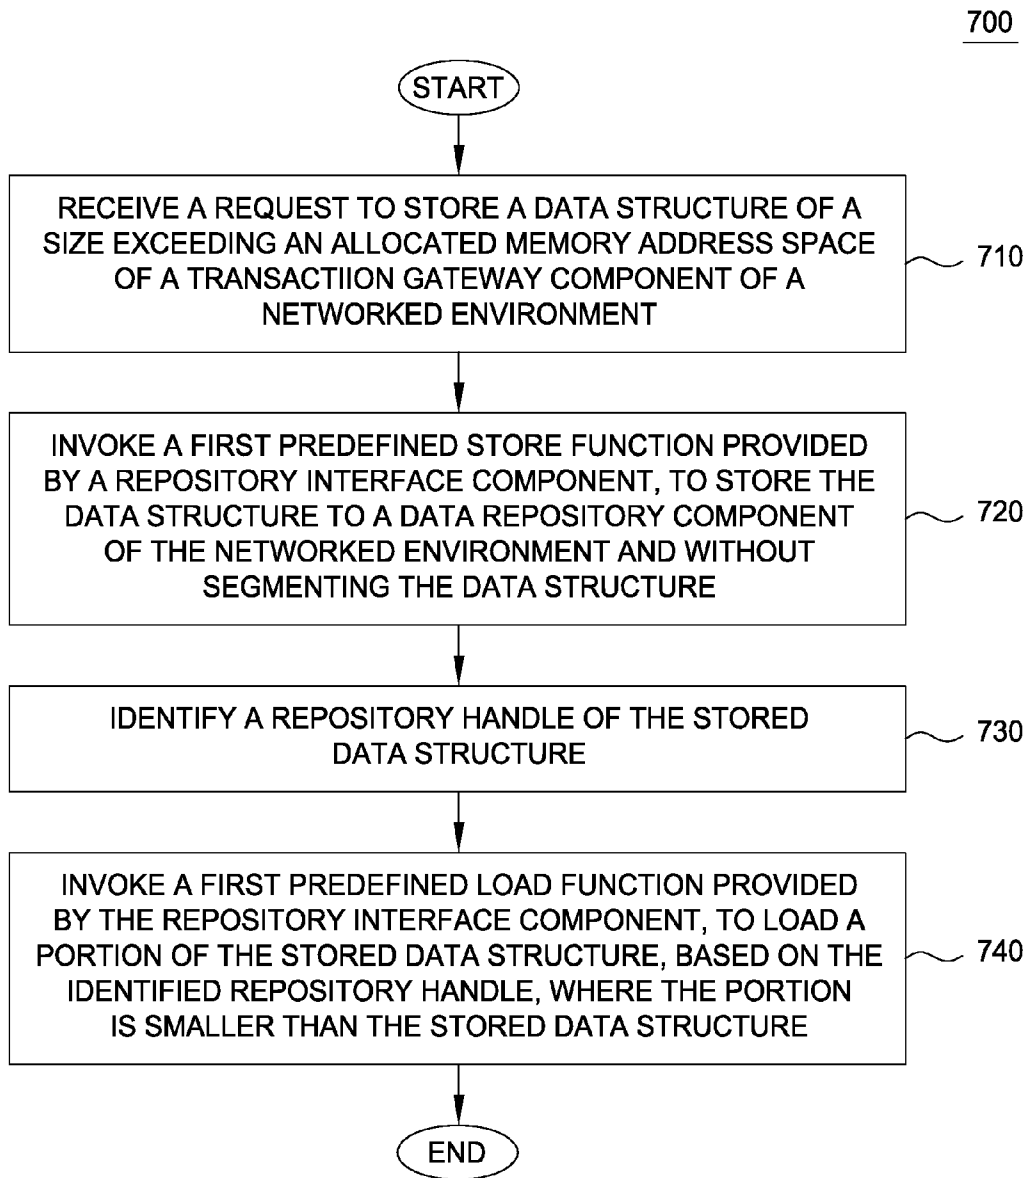 700
START
RECEIVE A REQUEST TO STORE A DATA STRUCTURE OF A
SIZE EXCEEDING AN ALLOCATED MEMORY ADDRESS SPACE
OF A TRANSACTIION GATEWAY COMPONENT OF A
NETWORKED ENVIRONMENT
710
INVOKE A FIRST PREDEFINED STORE FUNCTION PROVIDED
BY A REPOSITORY INTERFACE COMPONENT, TO STORE THE
DATA STRUCTURE TO A DATA REPOSITORY COMPONENT
OF THE NETWORKED ENVIRONMENT AND WITHOUT
SEGMENTING THE DATA STRUCTURE
720
IDENTIFY A REPOSITORY HANDLE OF THE STORED
DATA STRUCTURE
730
INVOKE A FIRST PREDEFINED LOAD FUNCTION PROVIDED
BY THE REPOSITORY INTERFACE COMPONENT, TO LOAD A
PORTION OF THE STORED DATA STRUCTURE, BASED ON THE
IDENTIFIED REPOSITORY HANDLE, WHERE THE PORTION
IS SMALLER THAN THE STORED DATA STRUCTURE
740
END